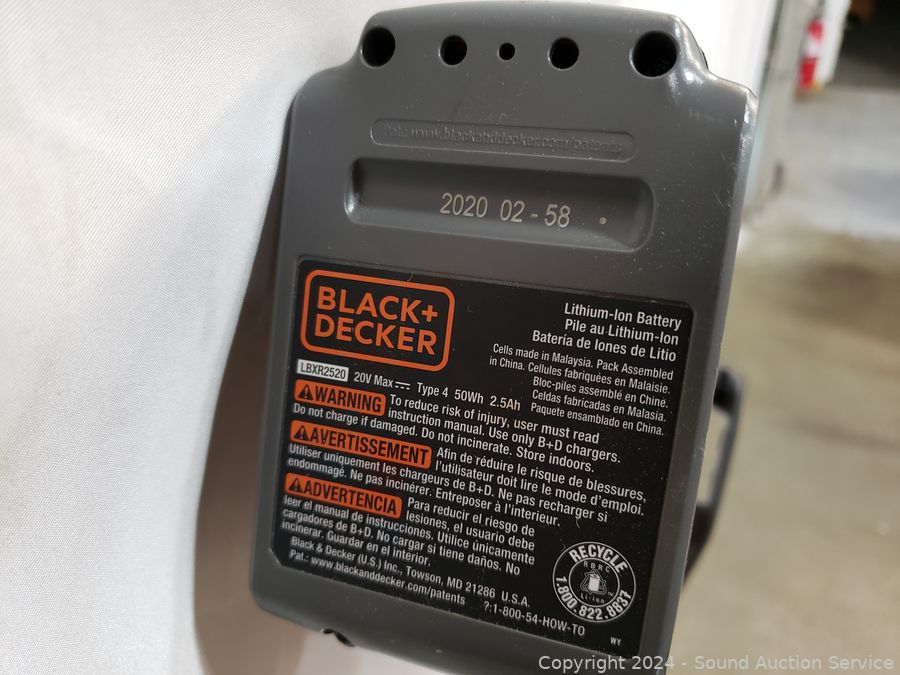 Pat.: www.blackanddecker.com/patents
2020 02-58
BLACK+
DECKER
Lithium-Ion Battery
Pile au Lithium-Ion
Batería de Iones de Litio
Cells made in Malaysia. Pack Assembled
in China. Cellules fabriquées en Malaisie.
Bloc-piles assemblé en Chine.
Celdas fabricadas en Malasia.
Paquete ensamblado en China.
LBXR2520 20V Max Type 4 50Wh 2.5Ah
WARNING To reduce risk of injury, user must read
instruction manual. Use only B+D chargers.
Do not charge if damaged. Do not incinerate. Store indoors.
AVERTISSEMENT Afin de réduire le risque de blessures,
l'utilisateur doit lire le mode d'emploi.
Utiliser uniquement les chargeurs de B+D. Ne pas recharger si
endommagé. Ne pas incinérer. Entreposer à l'interieur.
ADVERTENCIA Para reducir el riesgo de
lesiones, el usuario debe
leer el manual de instrucciones. Utilice únicamente
cargadores de B+D. No cargar si tiene daños. No
incinerar. Guardar en el interior.
Black & Decker (U.S.) Inc., Towson, MD 21286 U.S.A.
Pat.: www.blackanddecker.com/patents
?:1-800-54-HOW-TO
RECYCLE
RBRC
Li-ion
1.800.822.8837
WY
Copyright 2024 - Sound Auction Service